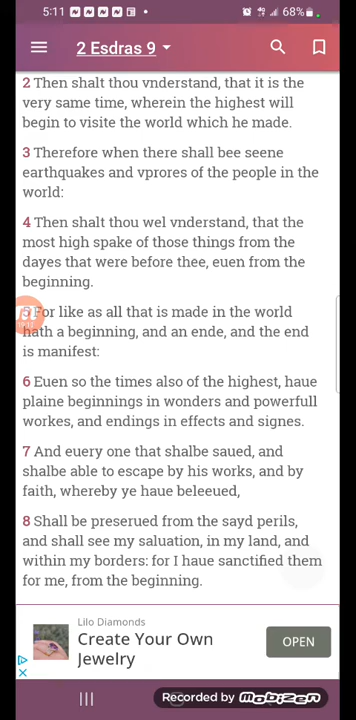 5:11 68%
2 Esdras 9
2 Then shalt thou vnderstand, that it is the
very same time, wherein the highest will
begin to visite the world which he made.
3 Therefore when there shall bee seene
earthquakes and vprores of the people in the
world:
4 Then shalt thou wel vnderstand, that the
most high spake of those things from the
dayes that were before thee, euen from the
beginning.
5 For like as all that is made in the world
hath a beginning, and an ende, and the end
is manifest:
6 Euen so the times also of the highest, haue
plaine beginnings in wonders and powerfull
workes, and endings in effects and signes.
7 And euery one that shalbe saued, and
shalbe able to escape by his works, and by
faith, whereby ye haue beleeued,
8 Shall be preserued from the sayd perils,
and shall see my saluation, in my land, and
within my borders: for I haue sanctified them
for me, from the beginning.
Lilo Diamonds
Create Your Own
Jewelry
OPEN
Recorded by mobizen